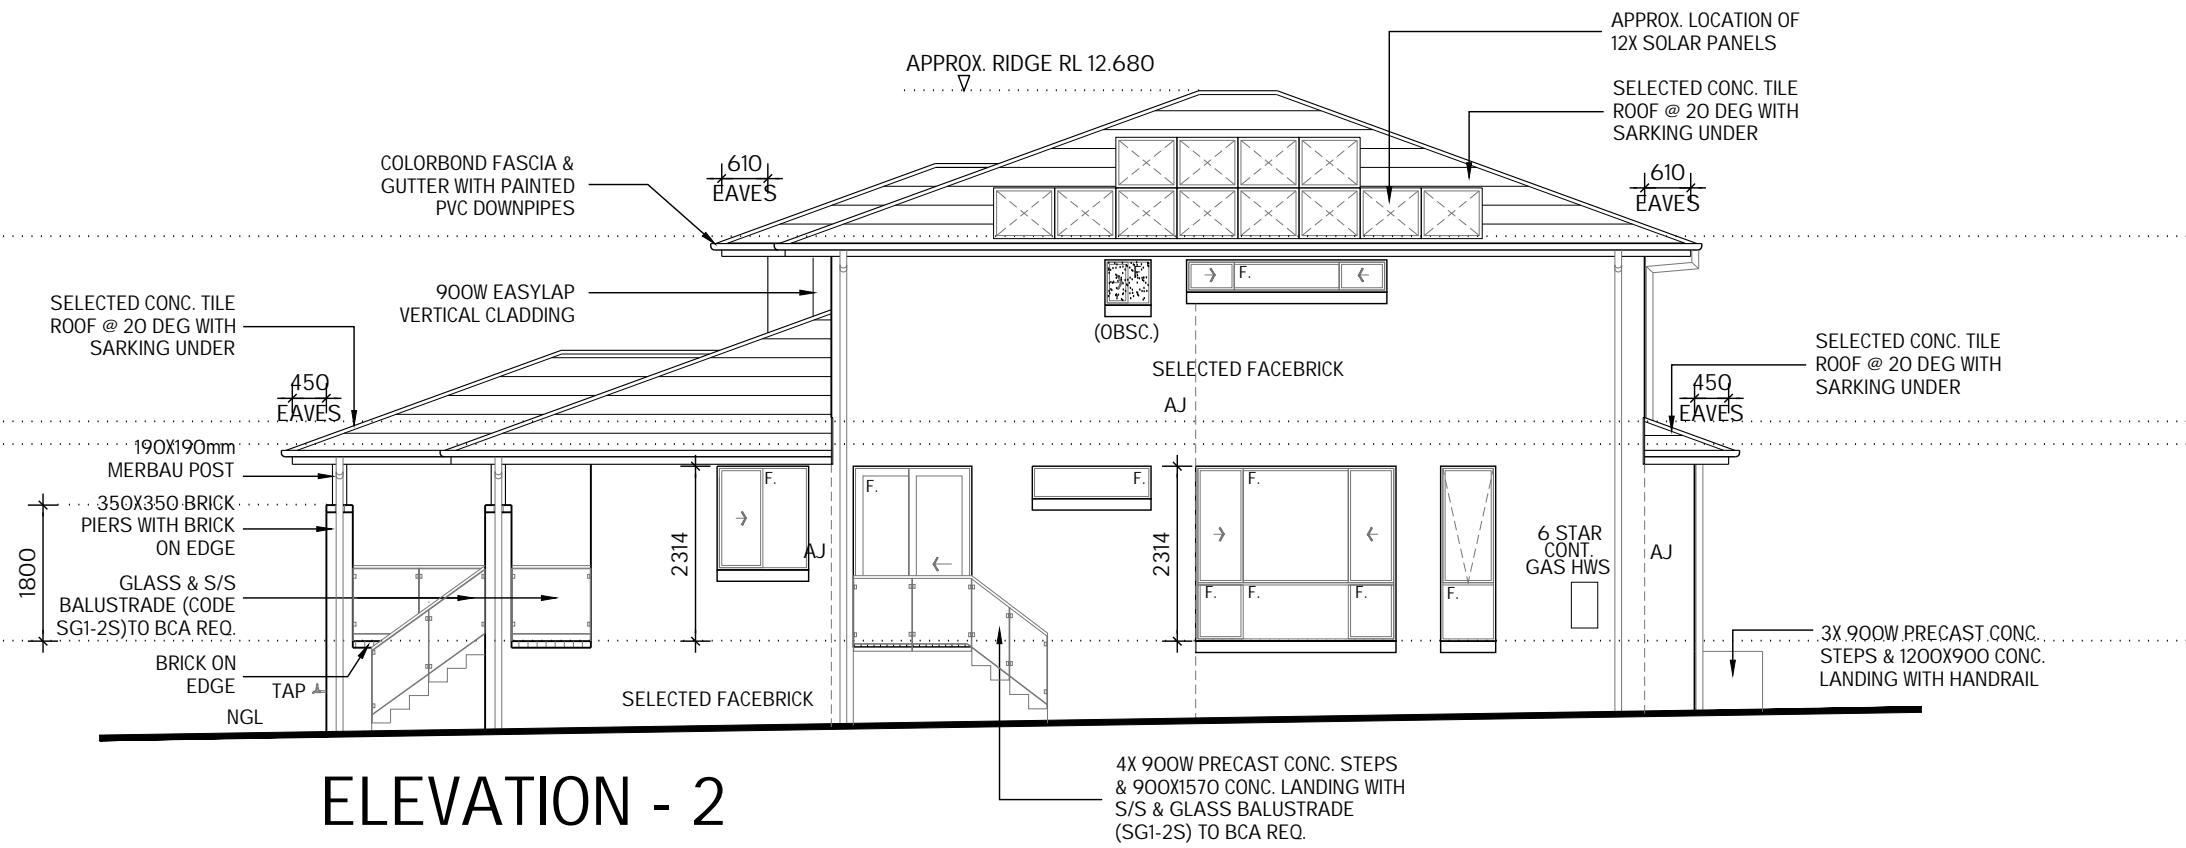 APPROX. LOCATION OF
12X SOLAR PANELS
APPROX. RIDGE RL 12.680
SELECTED CONC. TILE
ROOF @ 20 DEG WITH
SARKING UNDER
COLORBOND FASCIA &
GUTTER WITH PAINTED
PVC DOWNPIPES
610
EAVES
610
EAVES
900W EASYLAP
VERTICAL CLADDING
F.
F.
(OBSC.)
SELECTED CONC. TILE
ROOF @ 20 DEG WITH
SARKING UNDER
SELECTED FACEBRICK
SELECTED CONC. TILE
ROOF @ 20 DEG WITH
SARKING UNDER
450
EAVES
AJ
450
EAVES
190X190mm
MERBAU POST
350X350 BRICK
PIERS WITH BRICK
ON EDGE
1800
GLASS & S/S
BALUSTRADE (CODE
SG1-2S)TO BCA REQ.
BRICK ON
EDGE
TAP
NGL
2314
F.
AJ
F.
F.
2314
F.
F.
F.
F.
F.
6 STAR
CONT.
GAS HWS
AJ
SELECTED FACEBRICK
3X 900W PRECAST CONC.
STEPS & 1200X900 CONC.
LANDING WITH HANDRAIL
4X 900W PRECAST CONC. STEPS
& 900X1570 CONC. LANDING WITH
S/S & GLASS BALUSTRADE
(SG1-2S) TO BCA REQ.
ELEVATION - 2